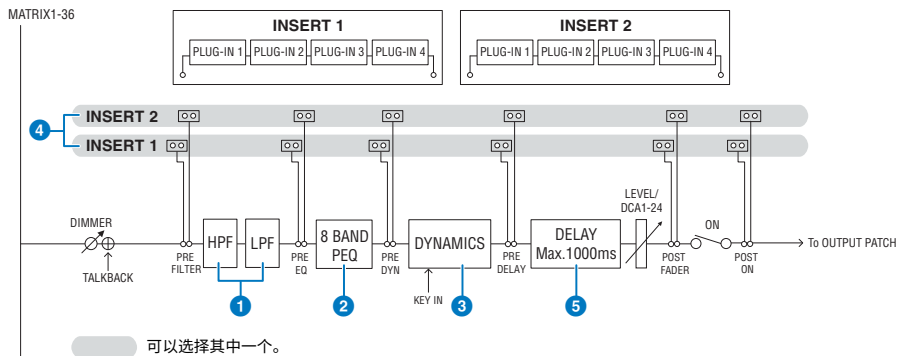 MATRIX1-36
INSERT 1
PLUG-IN 1 PLUG-IN 2 PLUG-IN 3 PLUG-IN 4
INSERT 2
PLUG-IN 1 PLUG-IN 2 PLUG-IN 3 PLUG-IN 4
4
INSERT 2
INSERT 1
DIMMER
TALKBACK
PRE
FILTER
HPF
LPF
1
PRE
EQ
8 BAND
PEQ
2
PRE
DYN
DYNAMICS
KEY IN
3
PRE
DELAY
DELAY
Max.1000ms
5
LEVEL/
DCA1-24
POST
FADER
ON
POST
ON
To OUTPUT PATCH
可以选择其中一个。